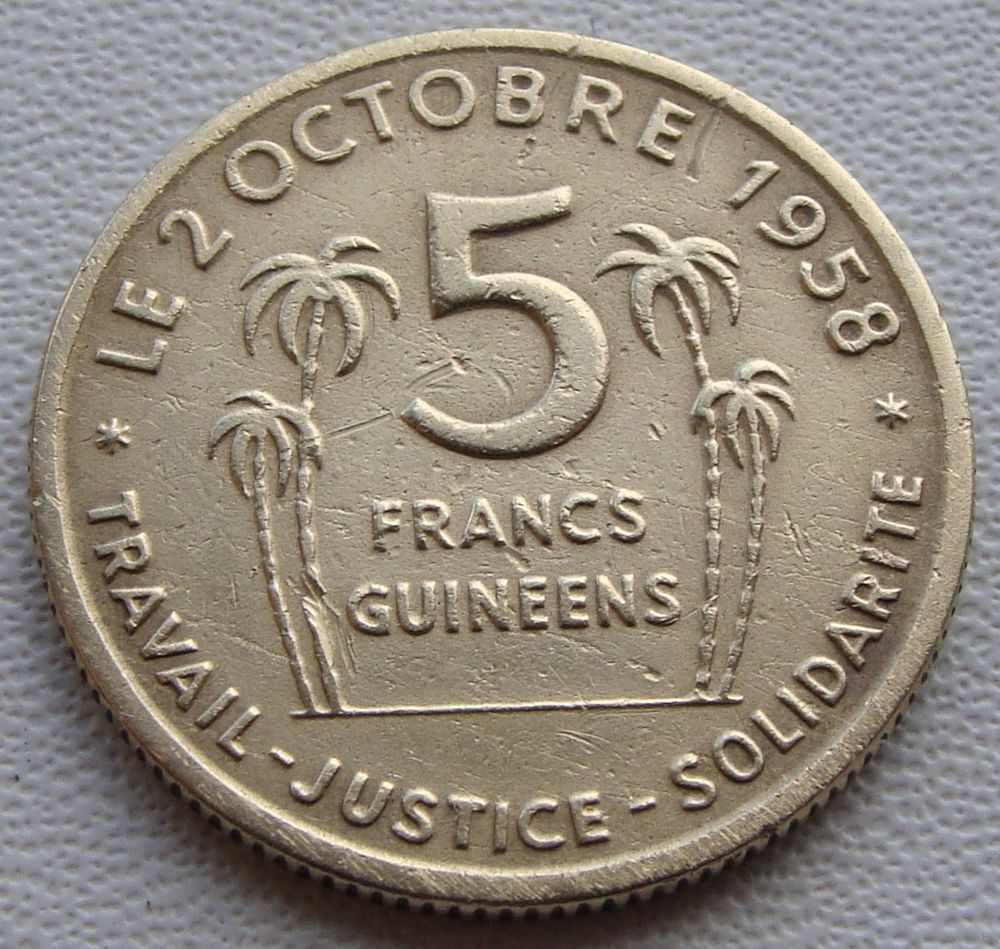 LE 2 OCTOBRE 1958
5
FRANCS
GUINEENS
* TRAVAIL-JUSTICE-SOLIDARITE *